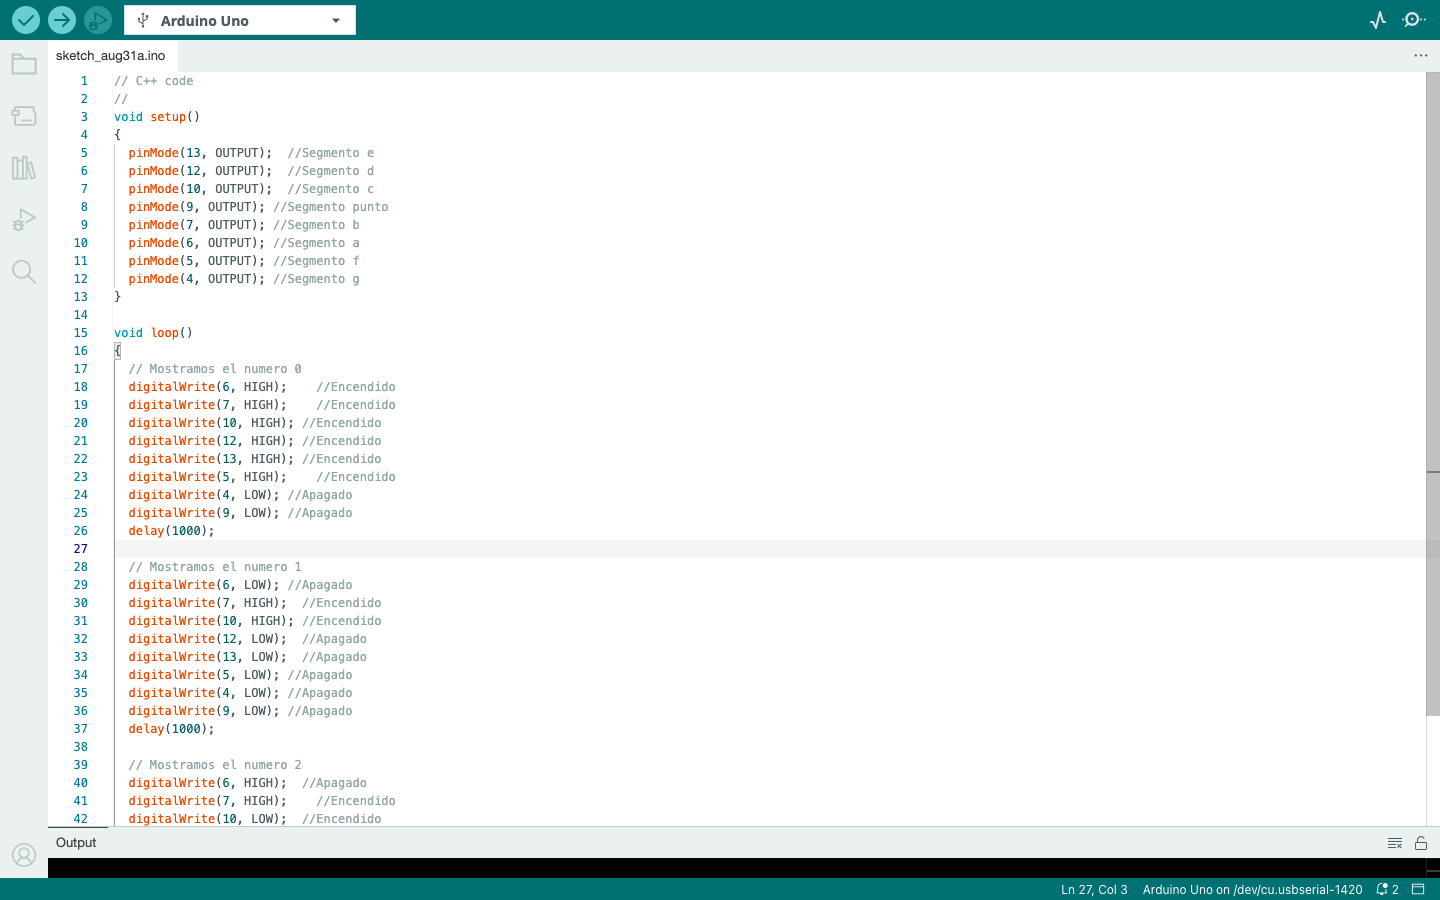 Arduino Uno
sketch_aug31a.ino
1 // C++ code
2 //
3 void setup()
4 {
5 pinMode(13, OUTPUT);  //Segmento e
6 pinMode(12, OUTPUT);  //Segmento d
7 pinMode(10, OUTPUT);  //Segmento c
8 pinMode(9, OUTPUT); //Segmento punto
9 pinMode(7, OUTPUT); //Segmento b
10 pinMode(6, OUTPUT); //Segmento a
11 pinMode(5, OUTPUT); //Segmento f
12 pinMode(4, OUTPUT); //Segmento g
13 }
14
15 void loop()
16 {
17 // Mostramos el numero 0
18 digitalWrite(6, HIGH);    //Encendido
19 digitalWrite(7, HIGH);    //Encendido
20 digitalWrite(10, HIGH); //Encendido
21 digitalWrite(12, HIGH); //Encendido
22 digitalWrite(13, HIGH); //Encendido
23 digitalWrite(5, HIGH);    //Encendido
24 digitalWrite(4, LOW); //Apagado
25 digitalWrite(9, LOW); //Apagado
26 delay(1000);
27
28 // Mostramos el numero 1
29 digitalWrite(6, LOW); //Apagado
30 digitalWrite(7, HIGH);  //Encendido
31 digitalWrite(10, HIGH); //Encendido
32 digitalWrite(12, LOW);  //Apagado
33 digitalWrite(13, LOW);  //Apagado
34 digitalWrite(5, LOW); //Apagado
35 digitalWrite(4, LOW); //Apagado
36 digitalWrite(9, LOW); //Apagado
37 delay(1000);
38
39 // Mostramos el numero 2
40 digitalWrite(6, HIGH);  //Apagado
41 digitalWrite(7, HIGH);    //Encendido
42 digitalWrite(10, LOW);  //Encendido
Output
Ln 27, Col 3 Arduino Uno on /dev/cu.usbserial-1420 2